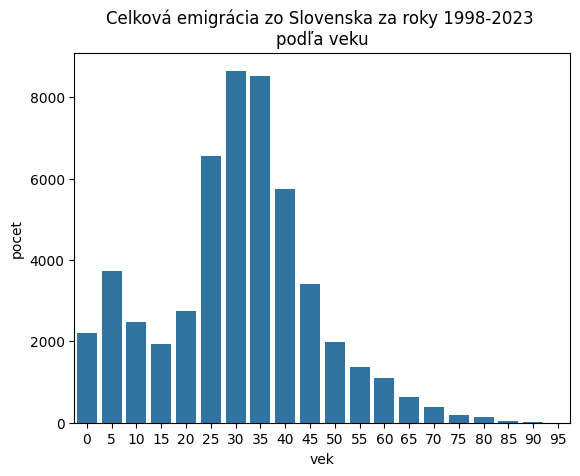 Celková emigrácia zo Slovenska za roky 1998-2023
podľa veku
8000
6000
4000
2000
0
pocet
0 5 10 15 20 25 30 35 40 45 50 55 60 65 70 75 80 85 90 95
vek